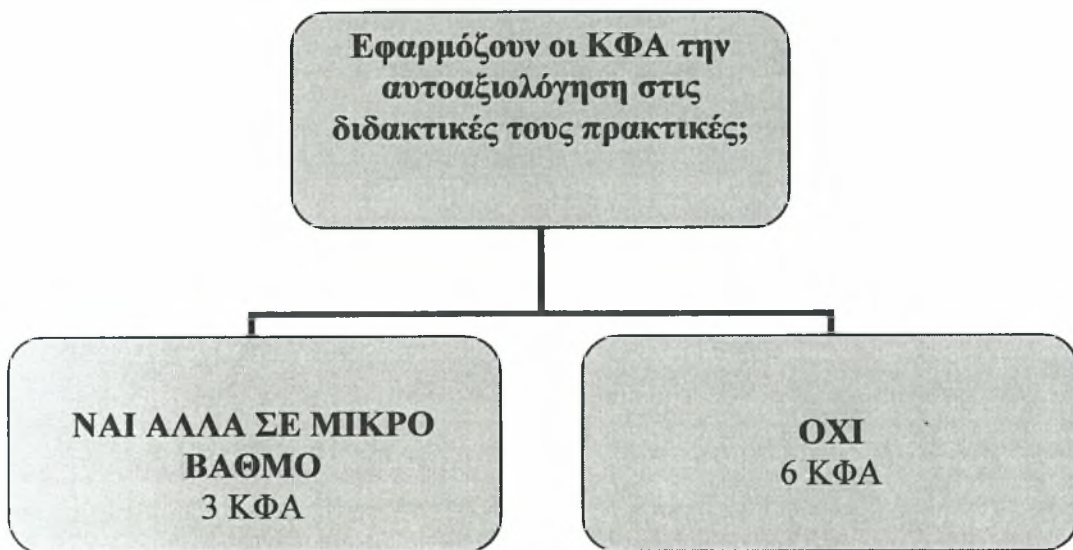 Εφαρμόζουν οι ΚΦΑ την
αυτοαξιολόγηση στις
διδακτικές τους πρακτικές;
ΝΑΙ ΑΛΛΑ ΣΕ ΜΙΚΡΟ
ΒΑΘΜΟ
3 ΚΦΑ
ΟΧΙ
6 ΚΦΑ